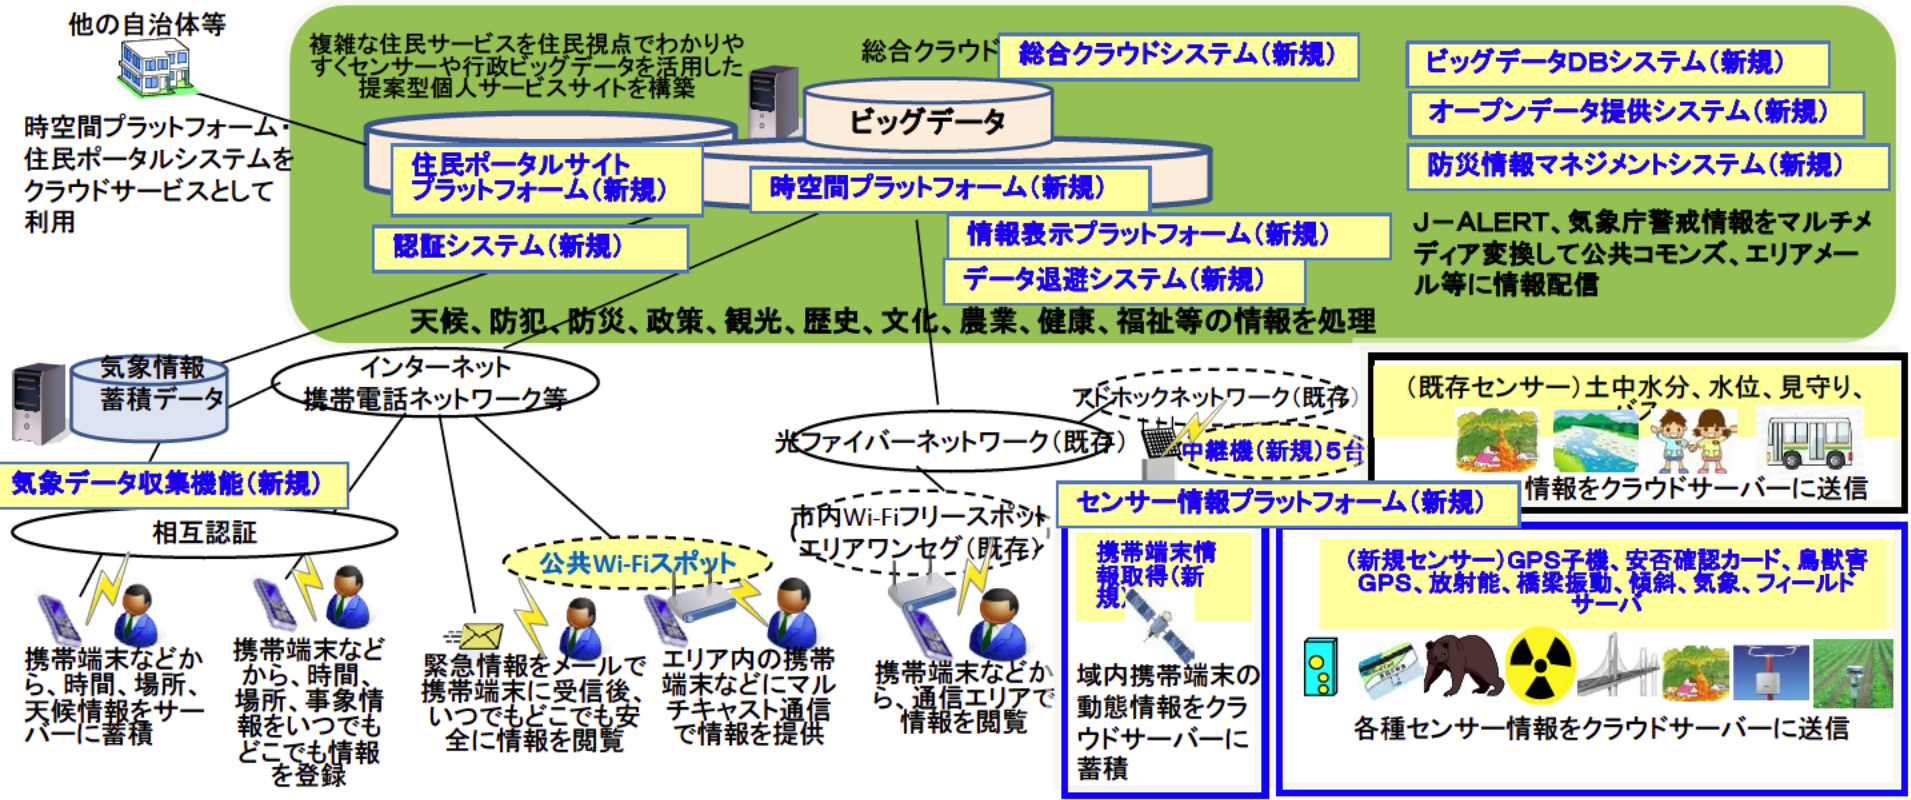 他の自治体等
時空間プラットフォーム・
住民ポータルシステムを
クラウドサービスとして
利用
複雑な住民サービスを住民視点でわかりや
すくセンサーや行政ビッグデータを活用した
提案型個人サービスサイトを構築
総合クラウド
総合クラウドシステム(新規)
ビッグデータ
住民ポータルサイト
プラットフォーム(新規)
時空間プラットフォーム(新規)
認証システム(新規)
情報表示プラットフォーム(新規)
データ退避システム(新規)
ビッグデータDBシステム(新規)
オープンデータ提供システム(新規)
防災情報マネジメントシステム(新規)
J－ALERT、気象庁警戒情報をマルチメ
ディア変換して公共コモンズ、エリアメー
ル等に情報配信
天候、防犯、防災、政策、観光、歴史、文化、農業、健康、福祉等の情報を処理
気象情報
蓄積データ
インターネット
携帯電話ネットワーク等
気象データ収集機能(新規)
相互認証
公共Wi-Fiスポット
光ファイバーネットワーク(既存)
アドホックネットワーク(既存)
中継機(新規)5台
市内Wi-Fiフリースポット
エリアワンセグ(既存)
センサー情報プラットフォーム(新規)
(既存センサー)土中水分、水位、見守り、
バス
情報をクラウドサーバーに送信
携帯端末情
報取得(新
規)
域内携帯端末の
動態情報をクラ
ウドサーバーに
蓄積
(新規センサー)GPS子機、安否確認カード、鳥獣害
GPS、放射能、橋梁振動、傾斜、気象、フィールド
サーバ
各種センサー情報をクラウドサーバーに送信
携帯端末などか
ら、時間、場所、
天候情報をサー
バーに蓄積
携帯端末など
から、時間、
場所、事象情
報をいつでも
どこでも情報
を登録
緊急情報をメールで
携帯端末に受信後、
いつでもどこでも安
全に情報を閲覧
エリア内の携帯
端末などにマル
チキャスト通信
で情報を提供
携帯端末などか
ら、通信エリアで
情報を閲覧